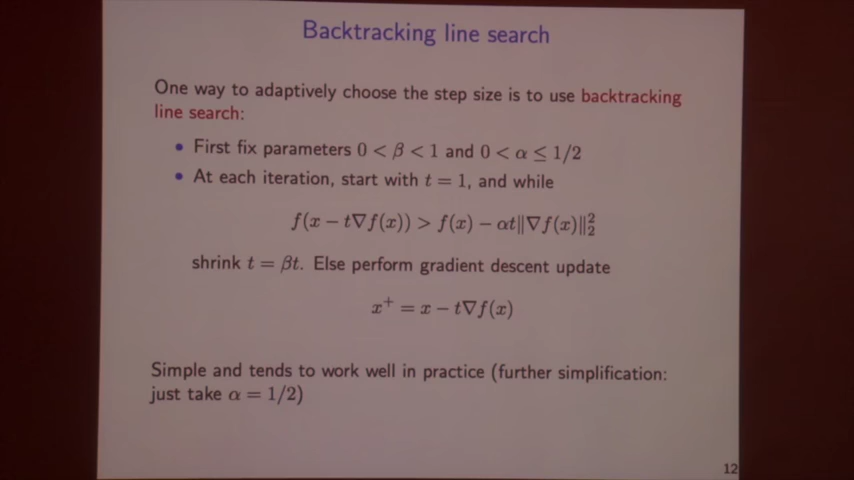 Backtracking line search
One way to adaptively choose the step size is to use backtracking
line search:
• First fix parameters 0 < β < 1 and 0 < α ≤ 1/2
• At each iteration, start with t = 1, and while
f(x − t∇f(x)) > f(x) − αt‖∇f(x)‖₂²
shrink t = βt. Else perform gradient descent update
x⁺ = x − t∇f(x)
Simple and tends to work well in practice (further simplification:
just take α = 1/2)
12